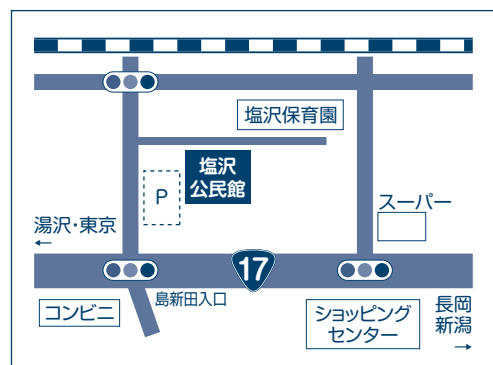 塩沢保育園
塩沢
公民館
P
スーパー
湯沢・東京
←
17
コンビニ
島新田入口
ショッピング
センター
長岡
新潟
→